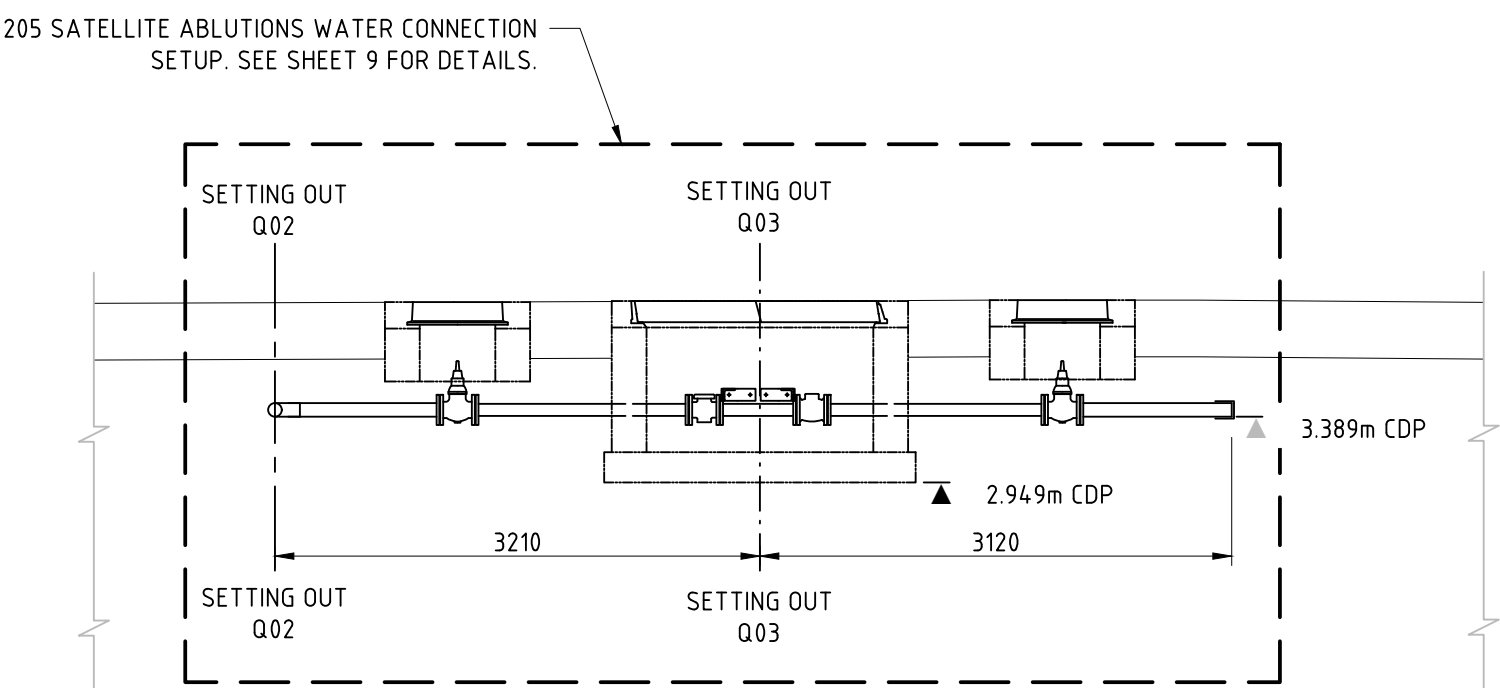 205 SATELLITE ABLUTIONS WATER CONNECTION
SETUP. SEE SHEET 9 FOR DETAILS.
SETTING OUT
Q02
SETTING OUT
Q03
3.389m CDP
2.949m CDP
3210
3120
SETTING OUT
Q02
SETTING OUT
Q03